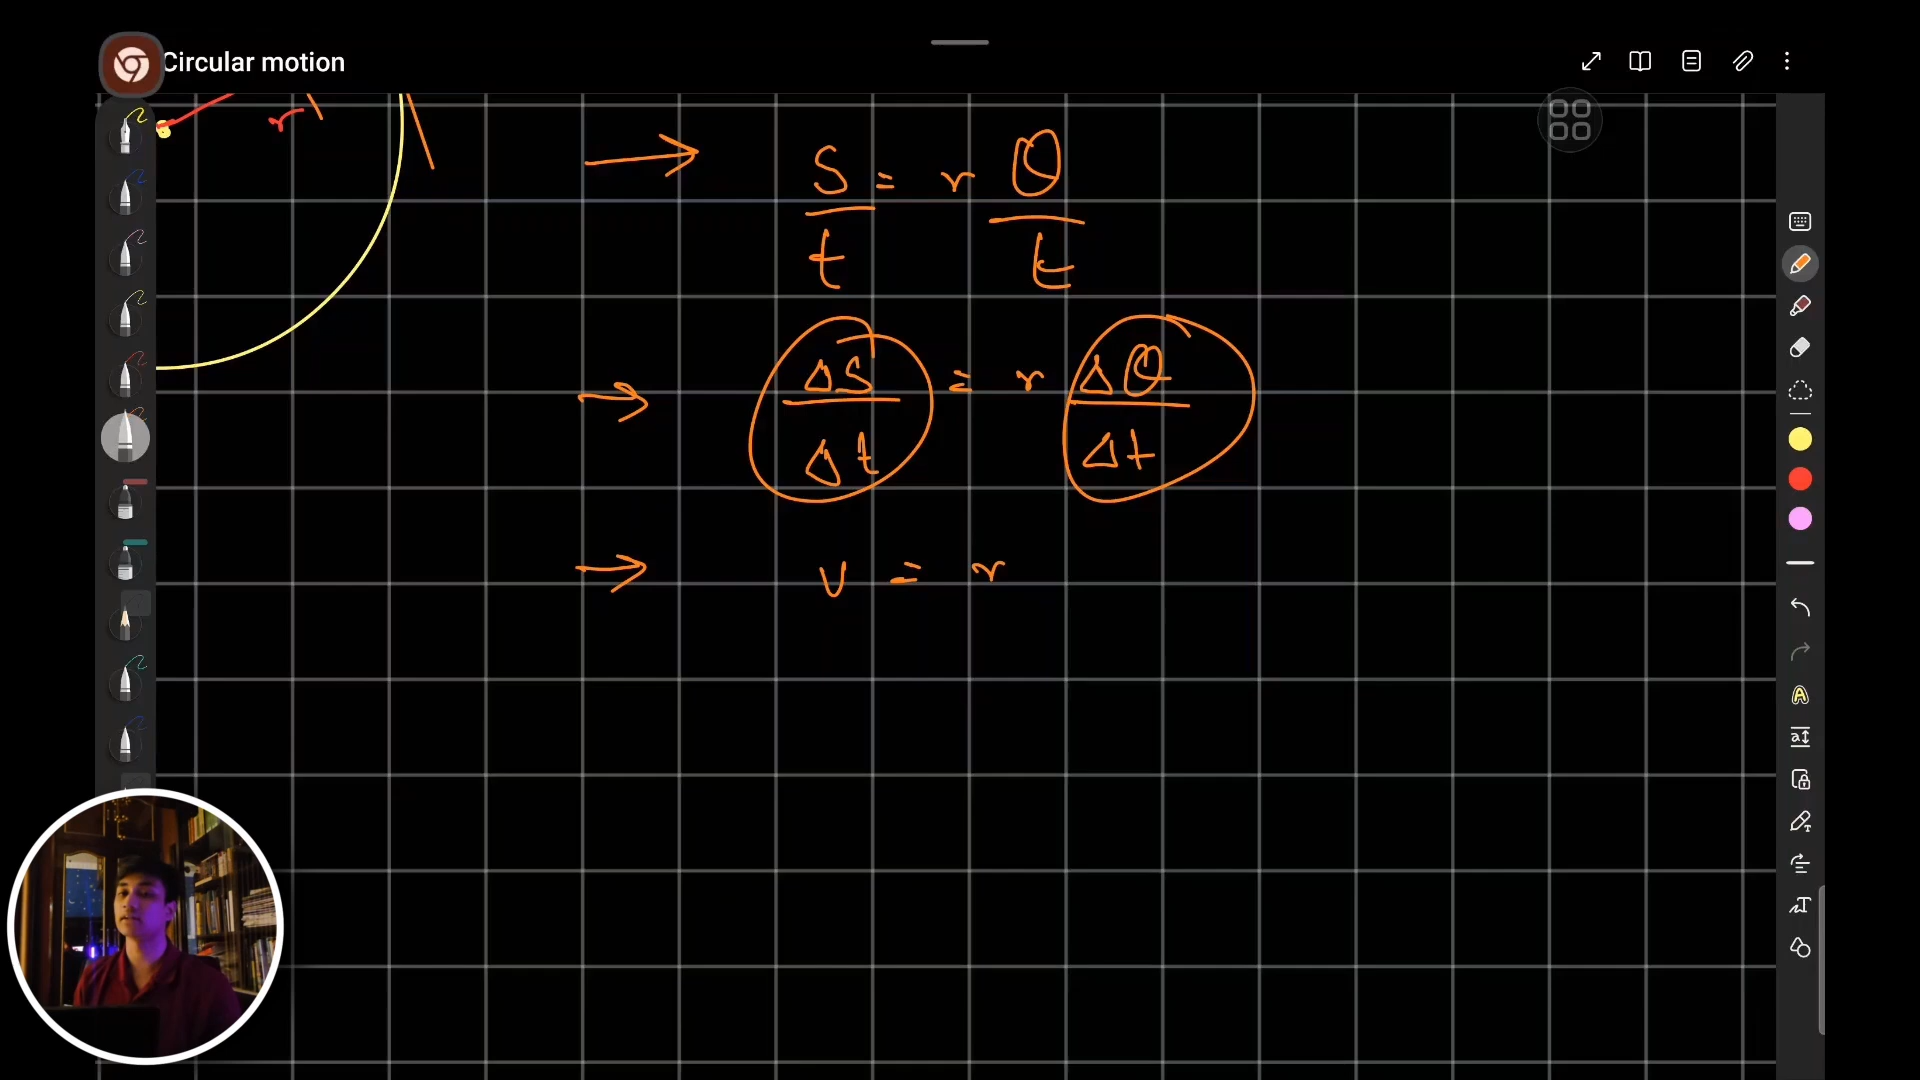 Circular motion
r
s/t = r θ/t
Δs/Δt = r Δθ/Δt
v = r